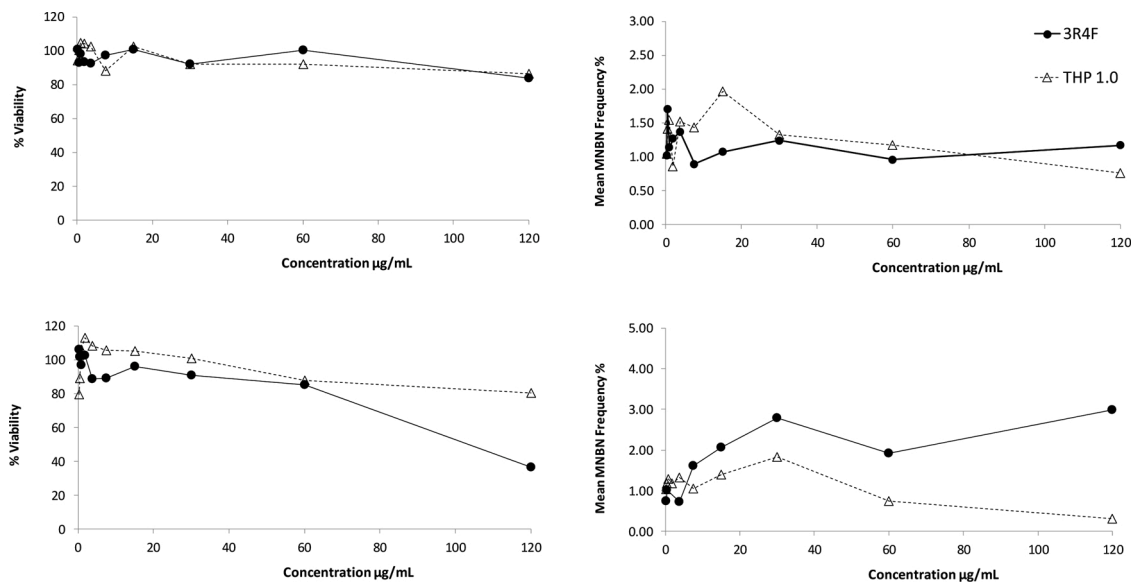 120
100
80
60
40
20
0
% Viability
0 20 40 60 80 100 120
Concentration µg/mL
3.00
2.50
2.00
1.50
1.00
0.50
0.00
Mean MNBN Frequency %
0 20 40 60 80 100 120
Concentration µg/mL
3R4F
THP 1.0
120
100
80
60
40
20
0
% Viability
0 20 40 60 80 100 120
Concentration µg/mL
5.00
4.00
3.00
2.00
1.00
0.00
Mean MNBN Frequency %
0 20 40 60 80 100 120
Concentration µg/mL